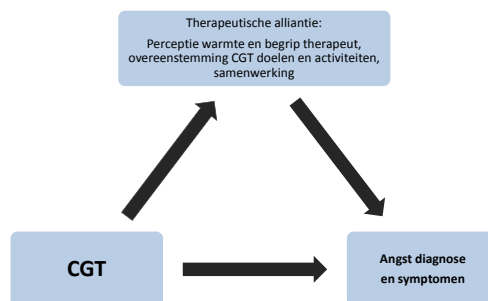 Therapeutische alliantie:
Perceptie warmte en begrip therapeut,
overeenstemming CGT doelen en activiteiten,
samenwerking
CGT
Angst diagnose
en symptomen